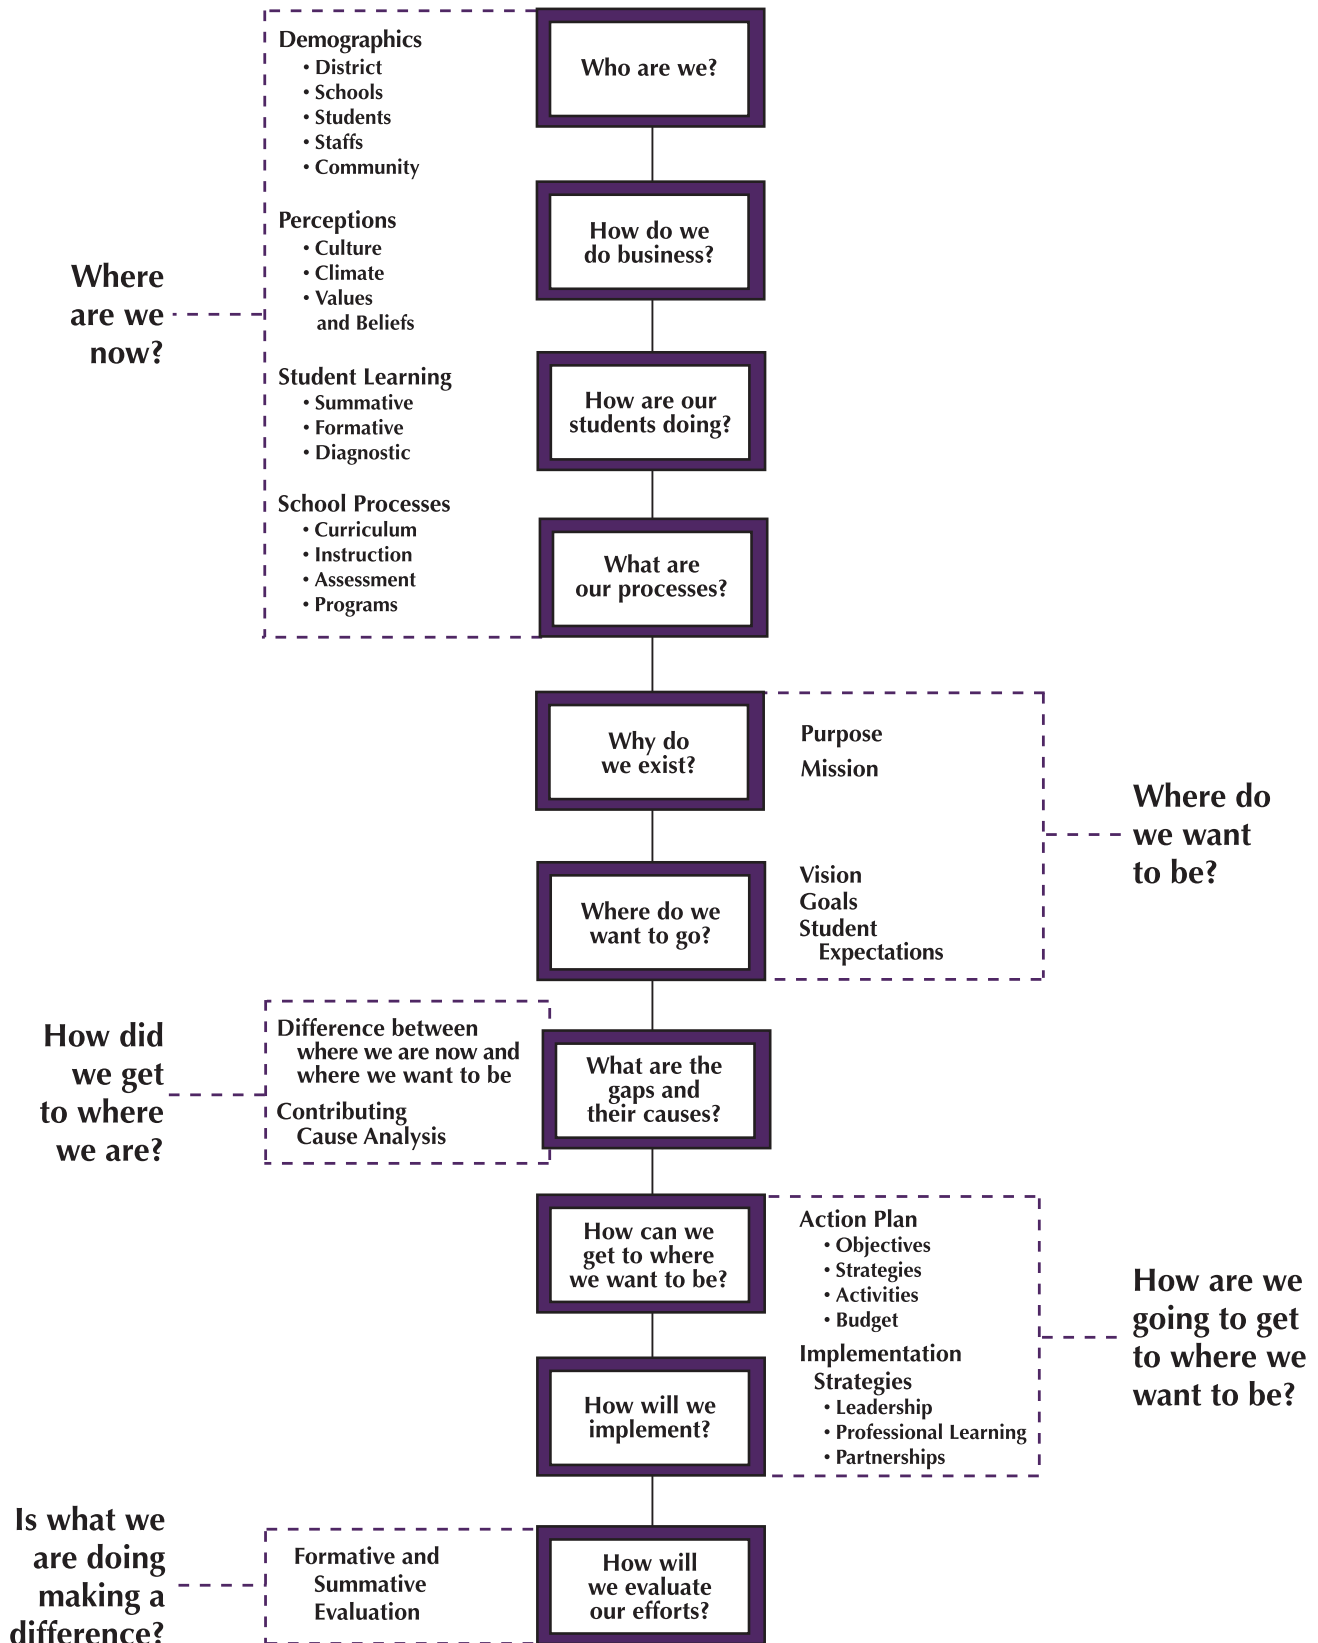 Where
are we
now?
Demographics
• District
• Schools
• Students
• Staffs
• Community
Who are we?
Perceptions
• Culture
• Climate
• Values
and Beliefs
How do we
do business?
Student Learning
• Summative
• Formative
• Diagnostic
How are our
students doing?
School Processes
• Curriculum
• Instruction
• Assessment
• Programs
What are
our processes?
Why do
we exist?
Purpose
Mission
Where do we
want to go?
Vision
Goals
Student
Expectations
Where do
we want
to be?
How did
we get
to where
we are?
Difference between
where we are now and
where we want to be
Contributing
Cause Analysis
What are the
gaps and
their causes?
How can we
get to where
we want to be?
Action Plan
• Objectives
• Strategies
• Activities
• Budget
How will we
implement?
Implementation
Strategies
• Leadership
• Professional Learning
• Partnerships
How are we
going to get
to where we
want to be?
Is what we
are doing
making a
difference?
Formative and
Summative
Evaluation
How will
we evaluate
our efforts?